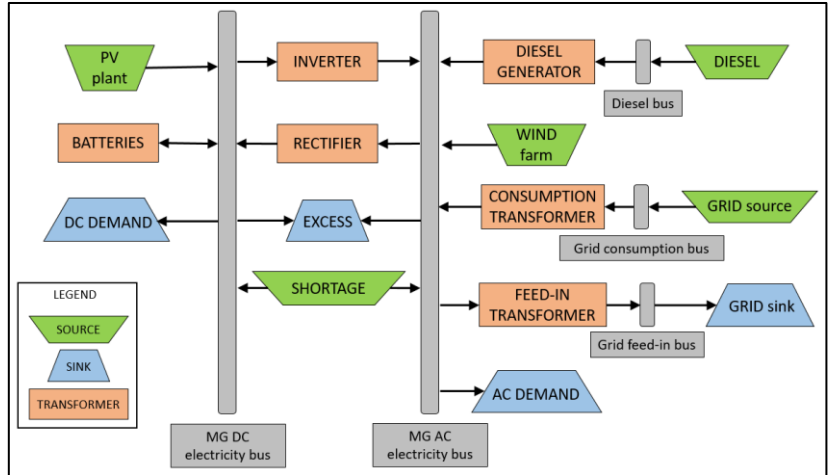 PV
plant
INVERTER
DIESEL
GENERATOR
DIESEL
Diesel bus
BATTERIES
RECTIFIER
WIND
farm
DC DEMAND
EXCESS
CONSUMPTION
TRANSFORMER
GRID source
Grid consumption bus
SHORTAGE
FEED-IN
TRANSFORMER
GRID sink
Grid feed-in bus
AC DEMAND
LEGEND
SOURCE
SINK
TRANSFORMER
MG DC
electricity bus
MG AC
electricity bus